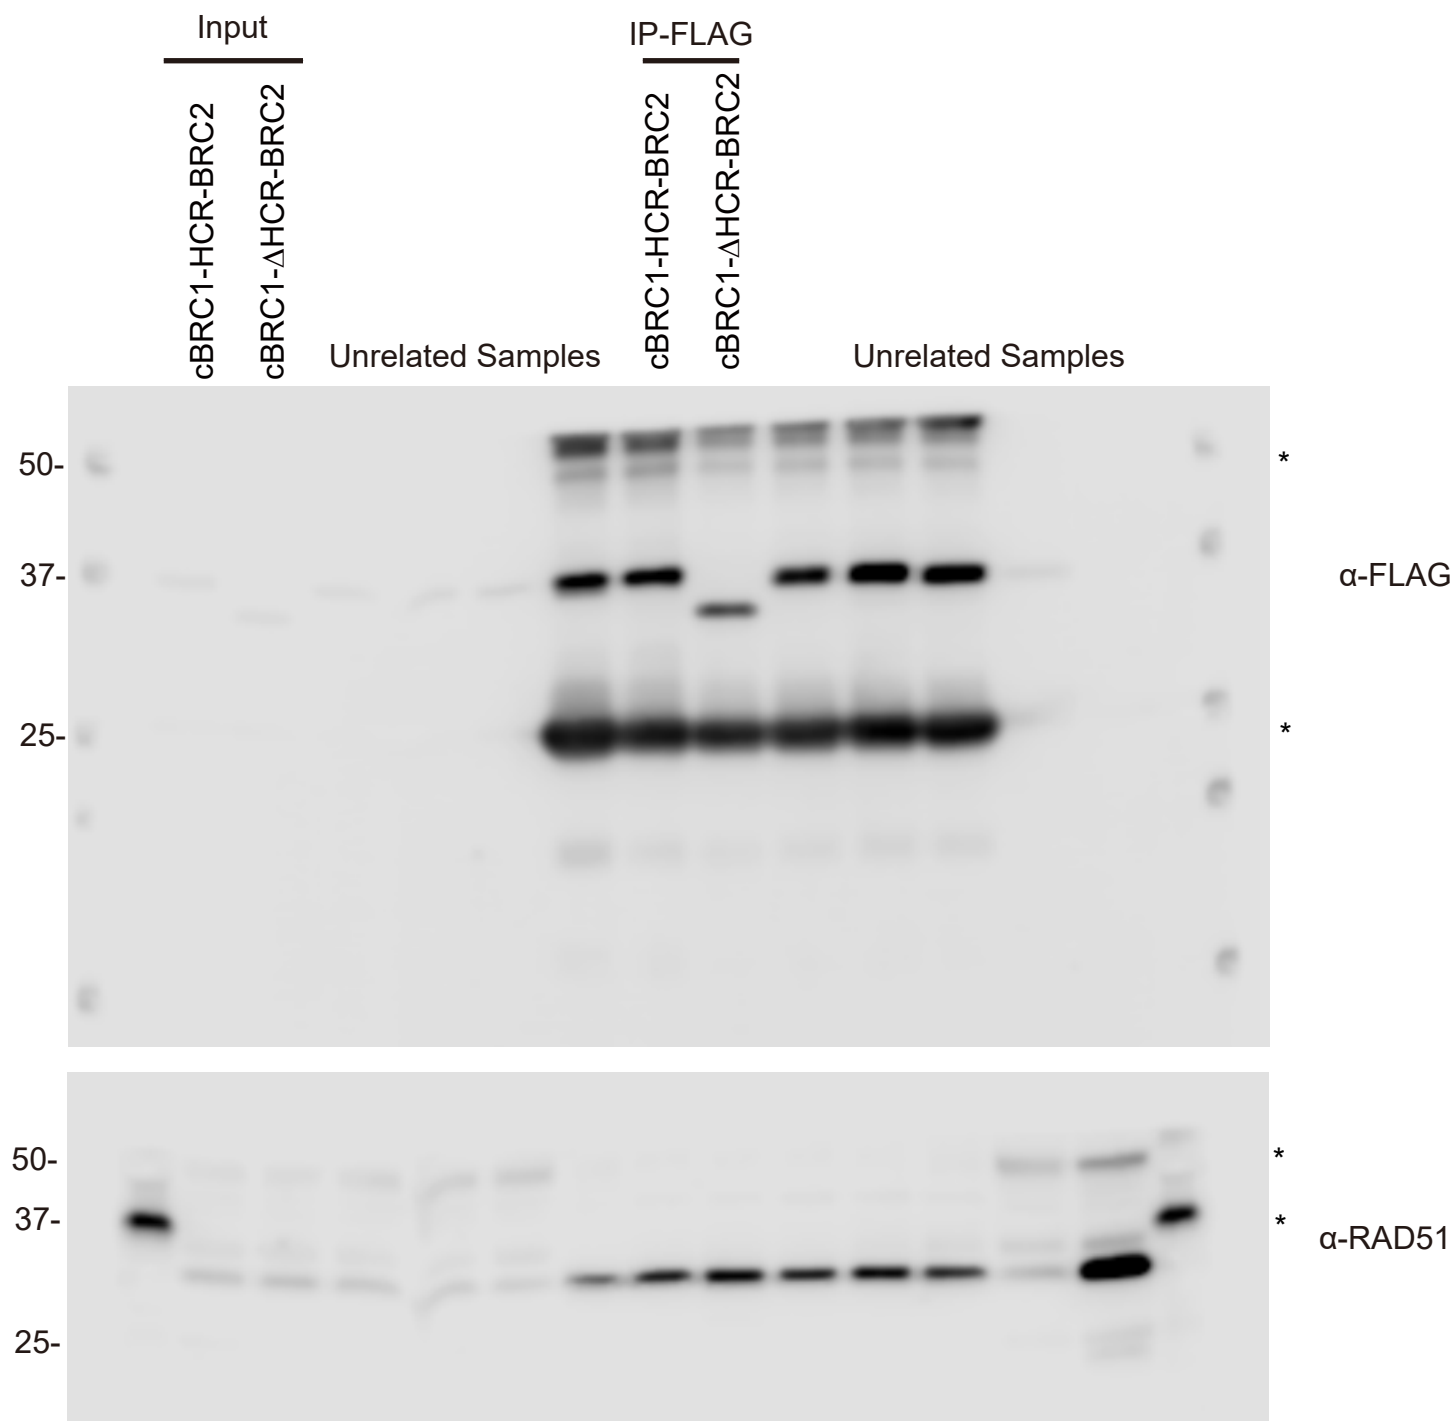 Input
IP-FLAG
cBRC1-HCR-BRC2
cBRC1-ΔHCR-BRC2
Unrelated Samples
cBRC1-HCR-BRC2
cBRC1-ΔHCR-BRC2
Unrelated Samples
50-
*
37-
α-FLAG
25-
*
50-
*
37-
*
α-RAD51
25-